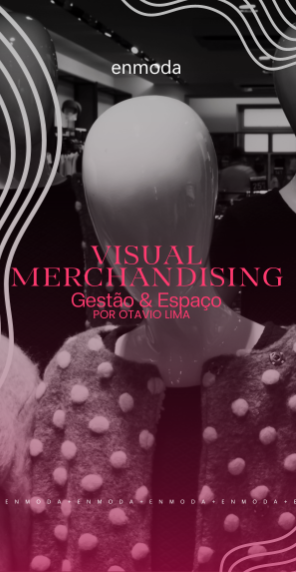 enmoda
VISUAL
MERCHANDISING
Gestão & Espaço
POR OTAVIO LIMA
ENMODA • ENMODA • ENMODA • ENMODA • E